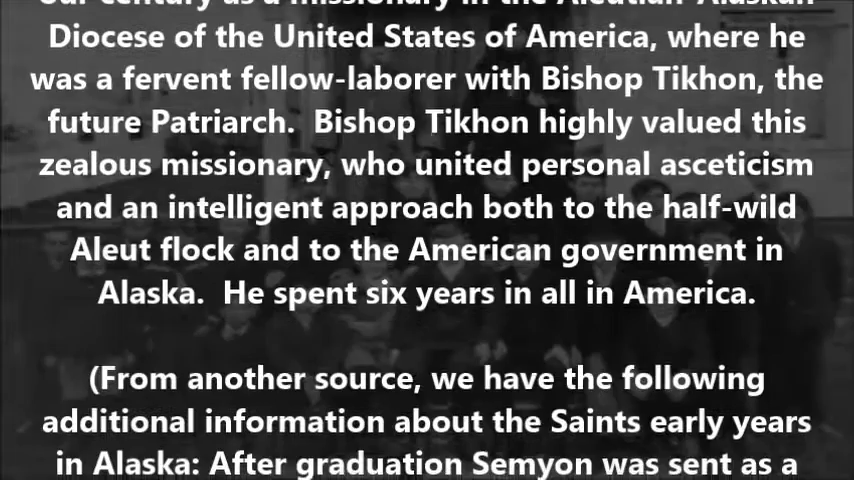 our century as a missionary in the Aleutian-Alaskan
Diocese of the United States of America, where he
was a fervent fellow-laborer with Bishop Tikhon, the
future Patriarch.  Bishop Tikhon highly valued this
zealous missionary, who united personal asceticism
and an intelligent approach both to the half-wild
Aleut flock and to the American government in
Alaska.  He spent six years in all in America.
(From another source, we have the following
additional information about the Saints early years
in Alaska: After graduation Semyon was sent as a